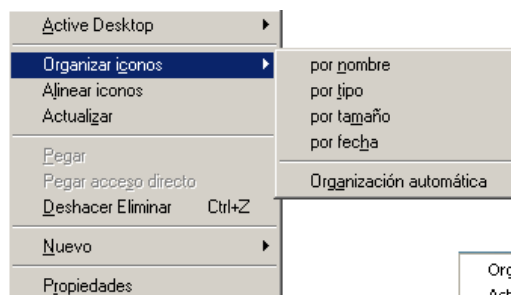 Active Desktop
Organizar iconos
Alinear iconos
Actualizar
Pegar
Pegar acceso directo
Deshacer Eliminar Ctrl+Z
Nuevo
Propiedades
por nombre
por tipo
por tamaño
por fecha
Organización automática
Org